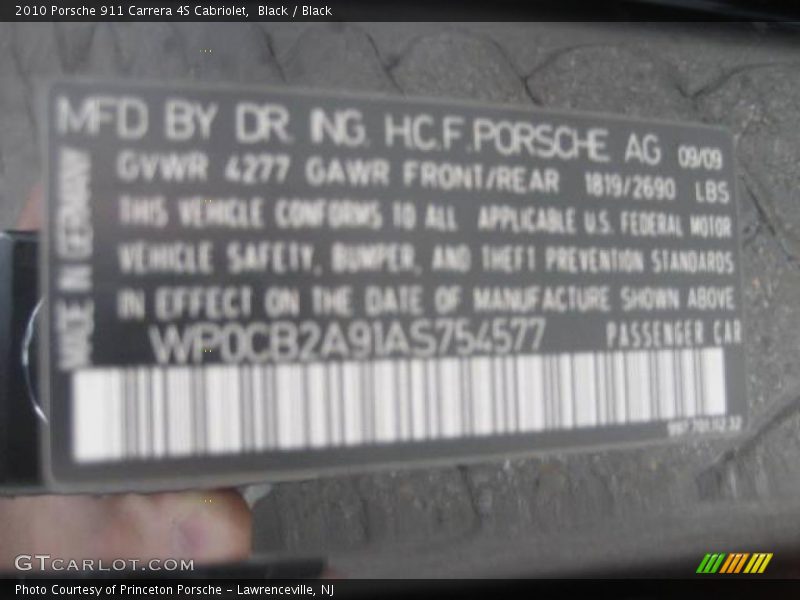 2010 Porsche 911 Carrera 4S Cabriolet, Black / Black
MFD BY DR. ING. H.C.F. PORSCHE AG 09/09
GVWR 4277 GAWR FRONT/REAR 1819/2690 LBS
THIS VEHICLE CONFORMS TO ALL APPLICABLE U.S. FEDERAL MOTOR
VEHICLE SAFETY, BUMPER, AND THEFT PREVENTION STANDARDS
IN EFFECT ON THE DATE OF MANUFACTURE SHOWN ABOVE
WP0CB2A91AS754577 PASSENGER CAR
MADE IN GERMANY
GTCARLOT.COM
Photo Courtesy of Princeton Porsche - Lawrenceville, NJ